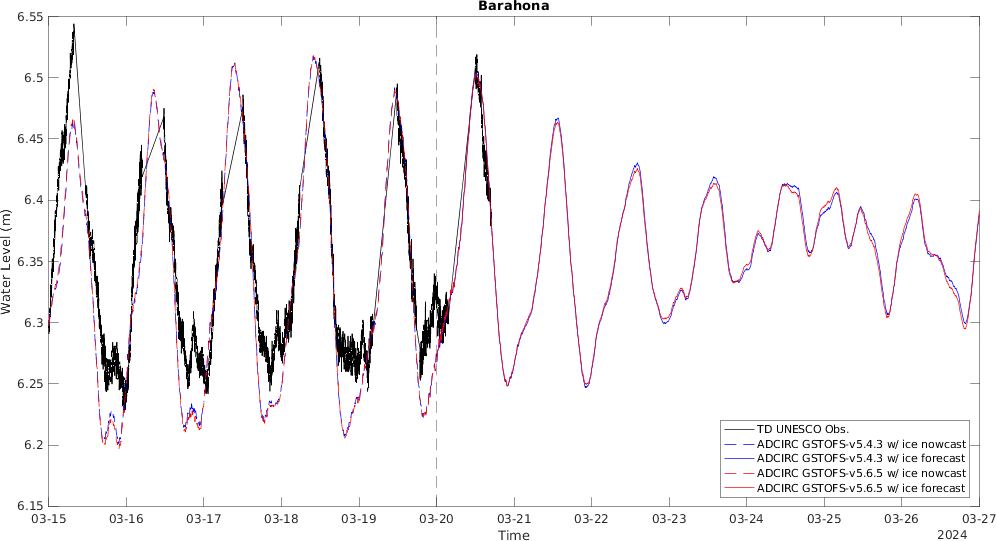 Barahona
6.55
6.5
6.45
6.4
6.35
6.3
6.25
6.2
6.15
Water Level (m)
TD UNESCO Obs.
ADCIRC GSTOFS-v5.4.3 w/ ice nowcast
ADCIRC GSTOFS-v5.4.3 w/ ice forecast
ADCIRC GSTOFS-v5.6.5 w/ ice nowcast
ADCIRC GSTOFS-v5.6.5 w/ ice forecast
03-15 03-16 03-17 03-18 03-19 03-20 03-21 03-22 03-23 03-24 03-25 03-26 03-27
Time
2024